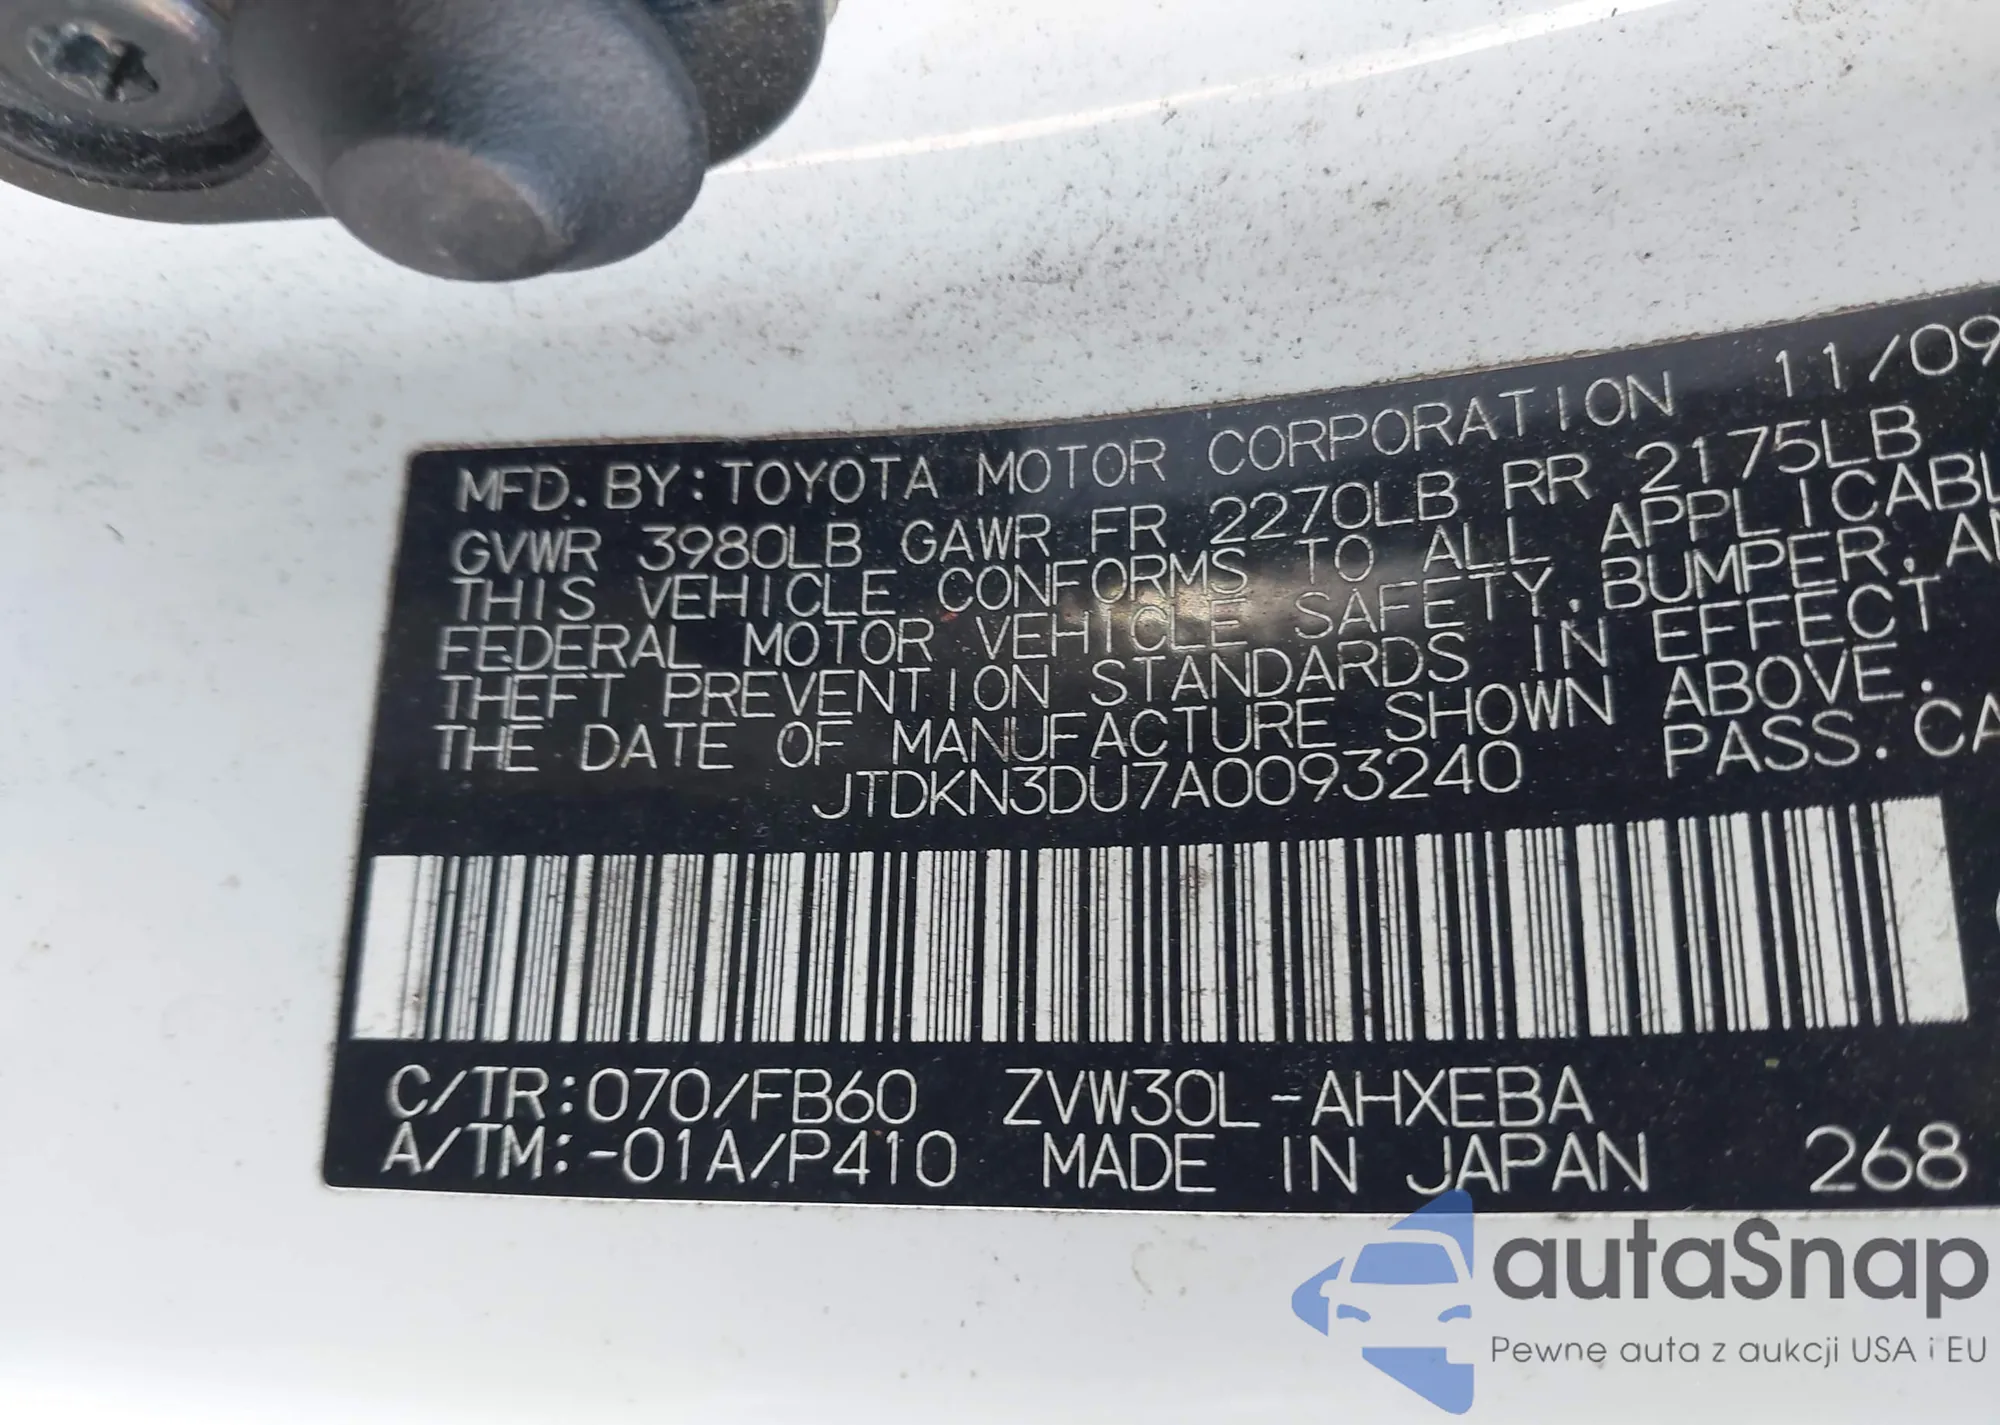 MFD. BY: TOYOTA MOTOR CORPORATION 11/09
GVWR 3980LB GAWR FR 2270LB RR 2175LB
THIS VEHICLE CONFORMS TO ALL APPLICABL
FEDERAL MOTOR VEHICLE SAFETY, BUMPER, AN
THEFT PREVENTION STANDARDS IN EFFECT
THE DATE OF MANUFACTURE SHOWN ABOVE.
JTDKN3DU7A0093240 PASS. CA
C/TR:070/FB60 ZVW30L-AHXEBA
A/TM:-01A/P410 MADE IN JAPAN 268
autaSnap
Pewne auta z aukcji USA i EU